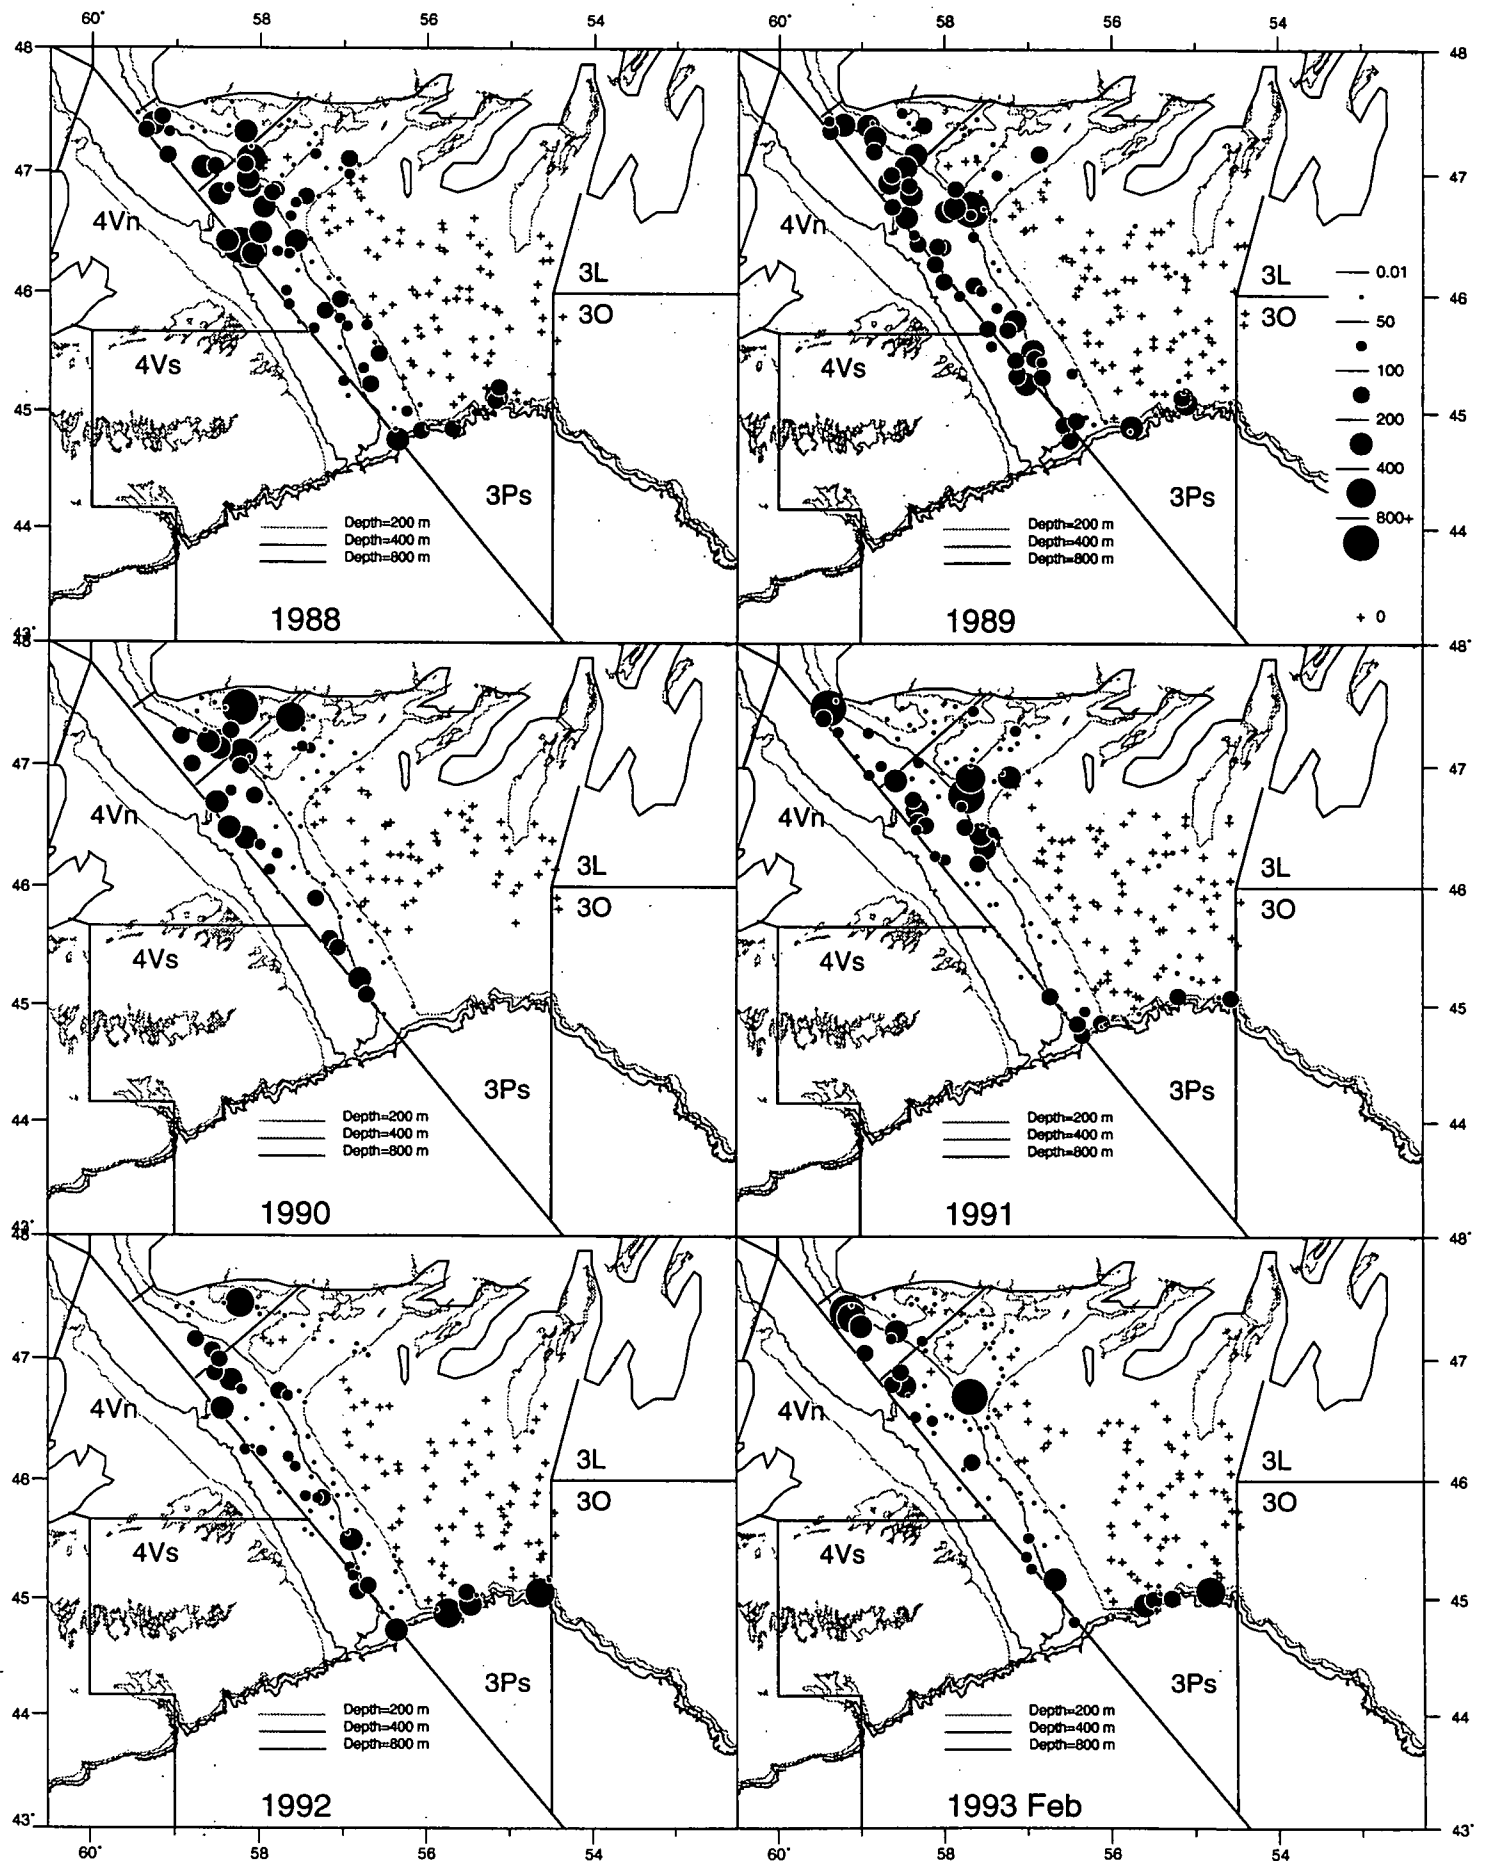 60° 58 56 54 60° 58 56 54
48 48
47 47
4Vn 4Vn
3L 3L 0.01
46 46
3O 3O 50
4Vs 4Vs 100
45 45
200
400
3Ps 3Ps 800+
44 44
Depth=200 m Depth=200 m
Depth=400 m Depth=400 m
Depth=800 m Depth=800 m
+ 0
1988 1989
43°
48 48°
47 47
4Vn 4Vn
3L 3L
46 46
3O 3O
4Vs 4Vs
45 45
3Ps 3Ps
44 44
Depth=200 m Depth=200 m
Depth=400 m Depth=400 m
Depth=800 m Depth=800 m
1990 1991
43°
48 48°
47 47
4Vn 4Vn
3L 3L
46 46
3O 3O
4Vs 4Vs
45 45
3Ps 3Ps
44 44
Depth=200 m Depth=200 m
Depth=400 m Depth=400 m
Depth=800 m Depth=800 m
1992 1993 Feb
43° 43°
60° 58 56 54 60° 58 56 54